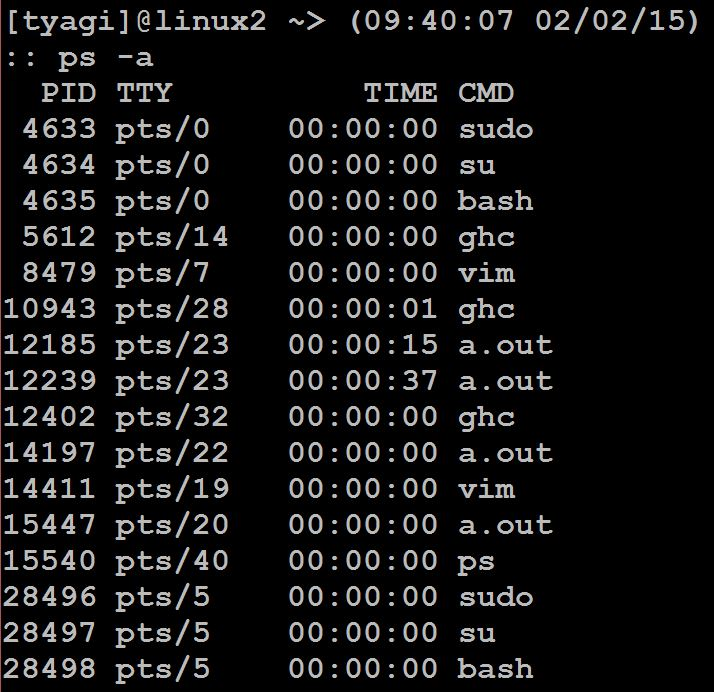 [tyagi]@linux2 ~> (09:40:07 02/02/15)
:: ps -a
  PID TTY          TIME CMD
 4633 pts/0    00:00:00 sudo
 4634 pts/0    00:00:00 su
 4635 pts/0    00:00:00 bash
 5612 pts/14   00:00:00 ghc
 8479 pts/7    00:00:00 vim
10943 pts/28   00:00:01 ghc
12185 pts/23   00:00:15 a.out
12239 pts/23   00:00:37 a.out
12402 pts/32   00:00:00 ghc
14197 pts/22   00:00:00 a.out
14411 pts/19   00:00:00 vim
15447 pts/20   00:00:00 a.out
15540 pts/40   00:00:00 ps
28496 pts/5    00:00:00 sudo
28497 pts/5    00:00:00 su
28498 pts/5    00:00:00 bash